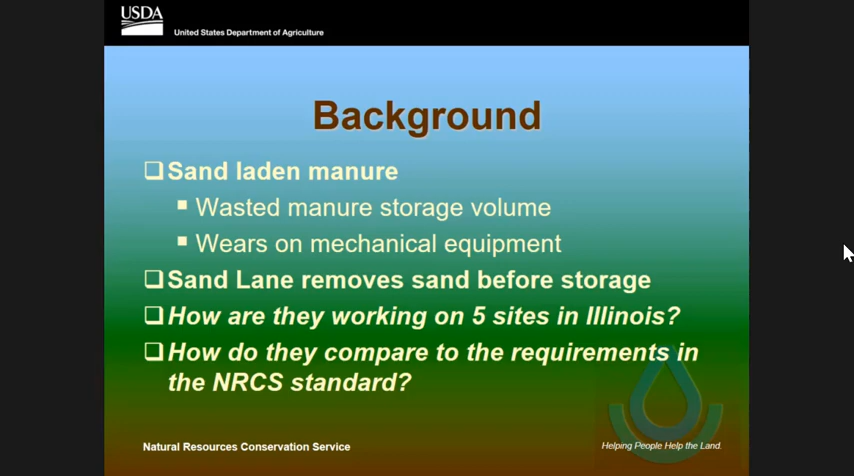 USDA
United States Department of Agriculture
Background
Sand laden manure
Wasted manure storage volume
Wears on mechanical equipment
Sand Lane removes sand before storage
How are they working on 5 sites in Illinois?
How do they compare to the requirements in
the NRCS standard?
Natural Resources Conservation Service
Helping People Help the Land.